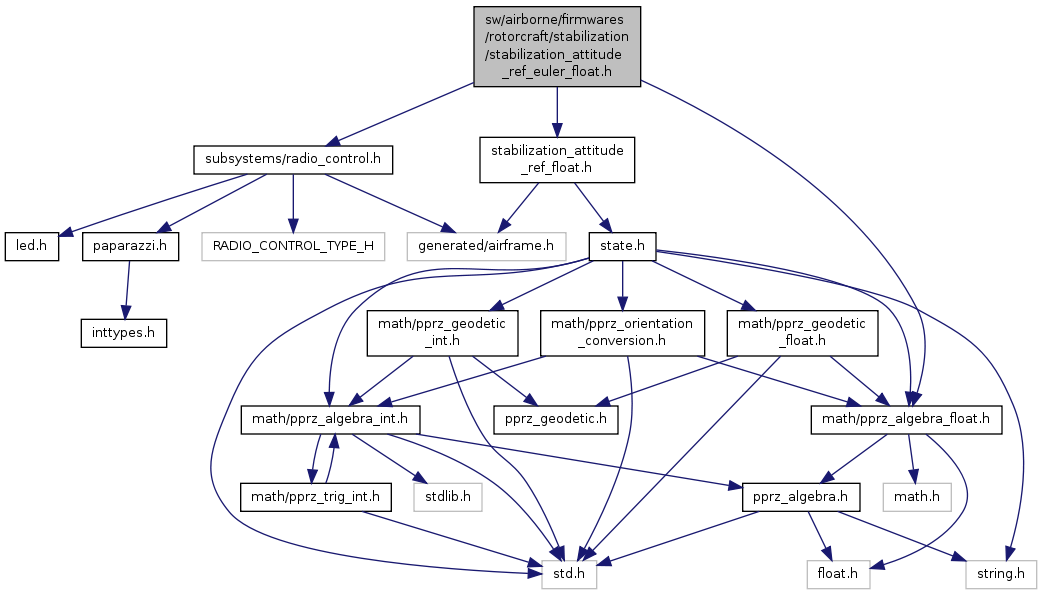 sw/airborne/firmwares
/rotorcraft/stabilization
/stabilization_attitude
_ref_euler_float.h
subsystems/radio_control.h
stabilization_attitude
_ref_float.h
led.h
paparazzi.h
RADIO_CONTROL_TYPE_H
generated/airframe.h
state.h
inttypes.h
math/pprz_geodetic
_int.h
math/pprz_orientation
_conversion.h
math/pprz_geodetic
_float.h
math/pprz_algebra_int.h
pprz_geodetic.h
math/pprz_algebra_float.h
math/pprz_trig_int.h
stdlib.h
pprz_algebra.h
math.h
std.h
float.h
string.h